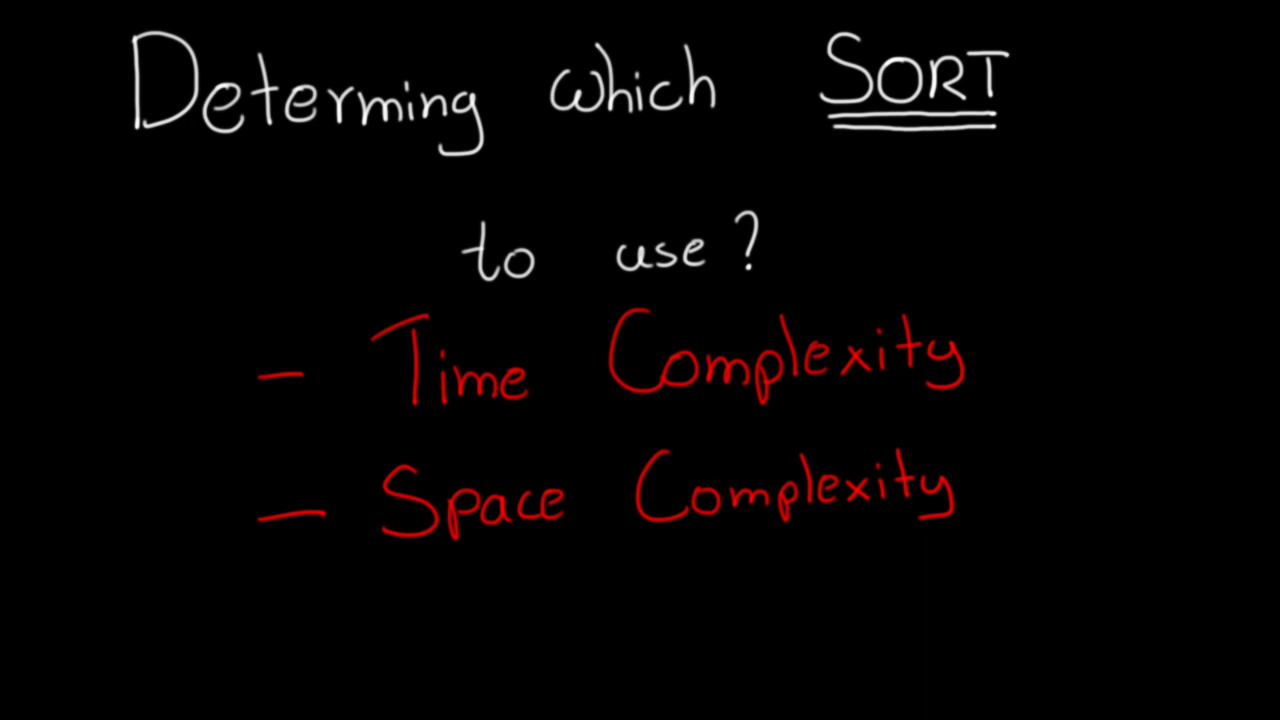 Determing which SORT
to use?
- Time Complexity
- Space Complexity